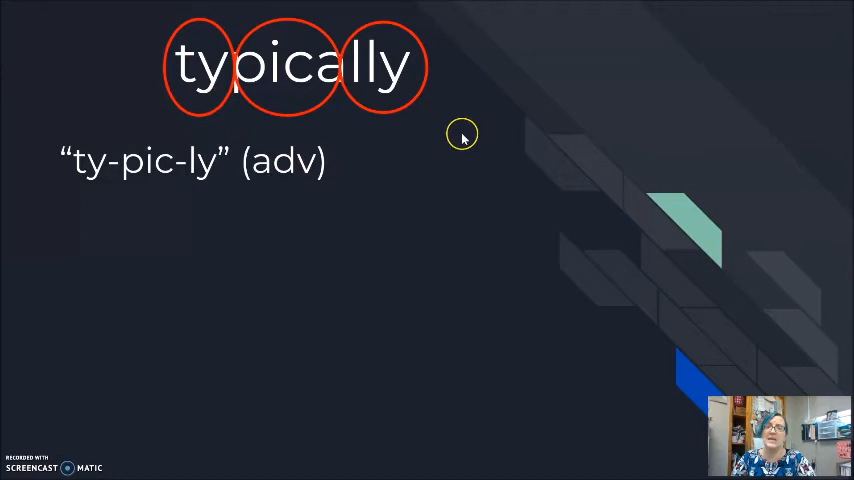 typically
“ty-pic-ly” (adv)
RECORDED WITH
SCREENCAST MATIC